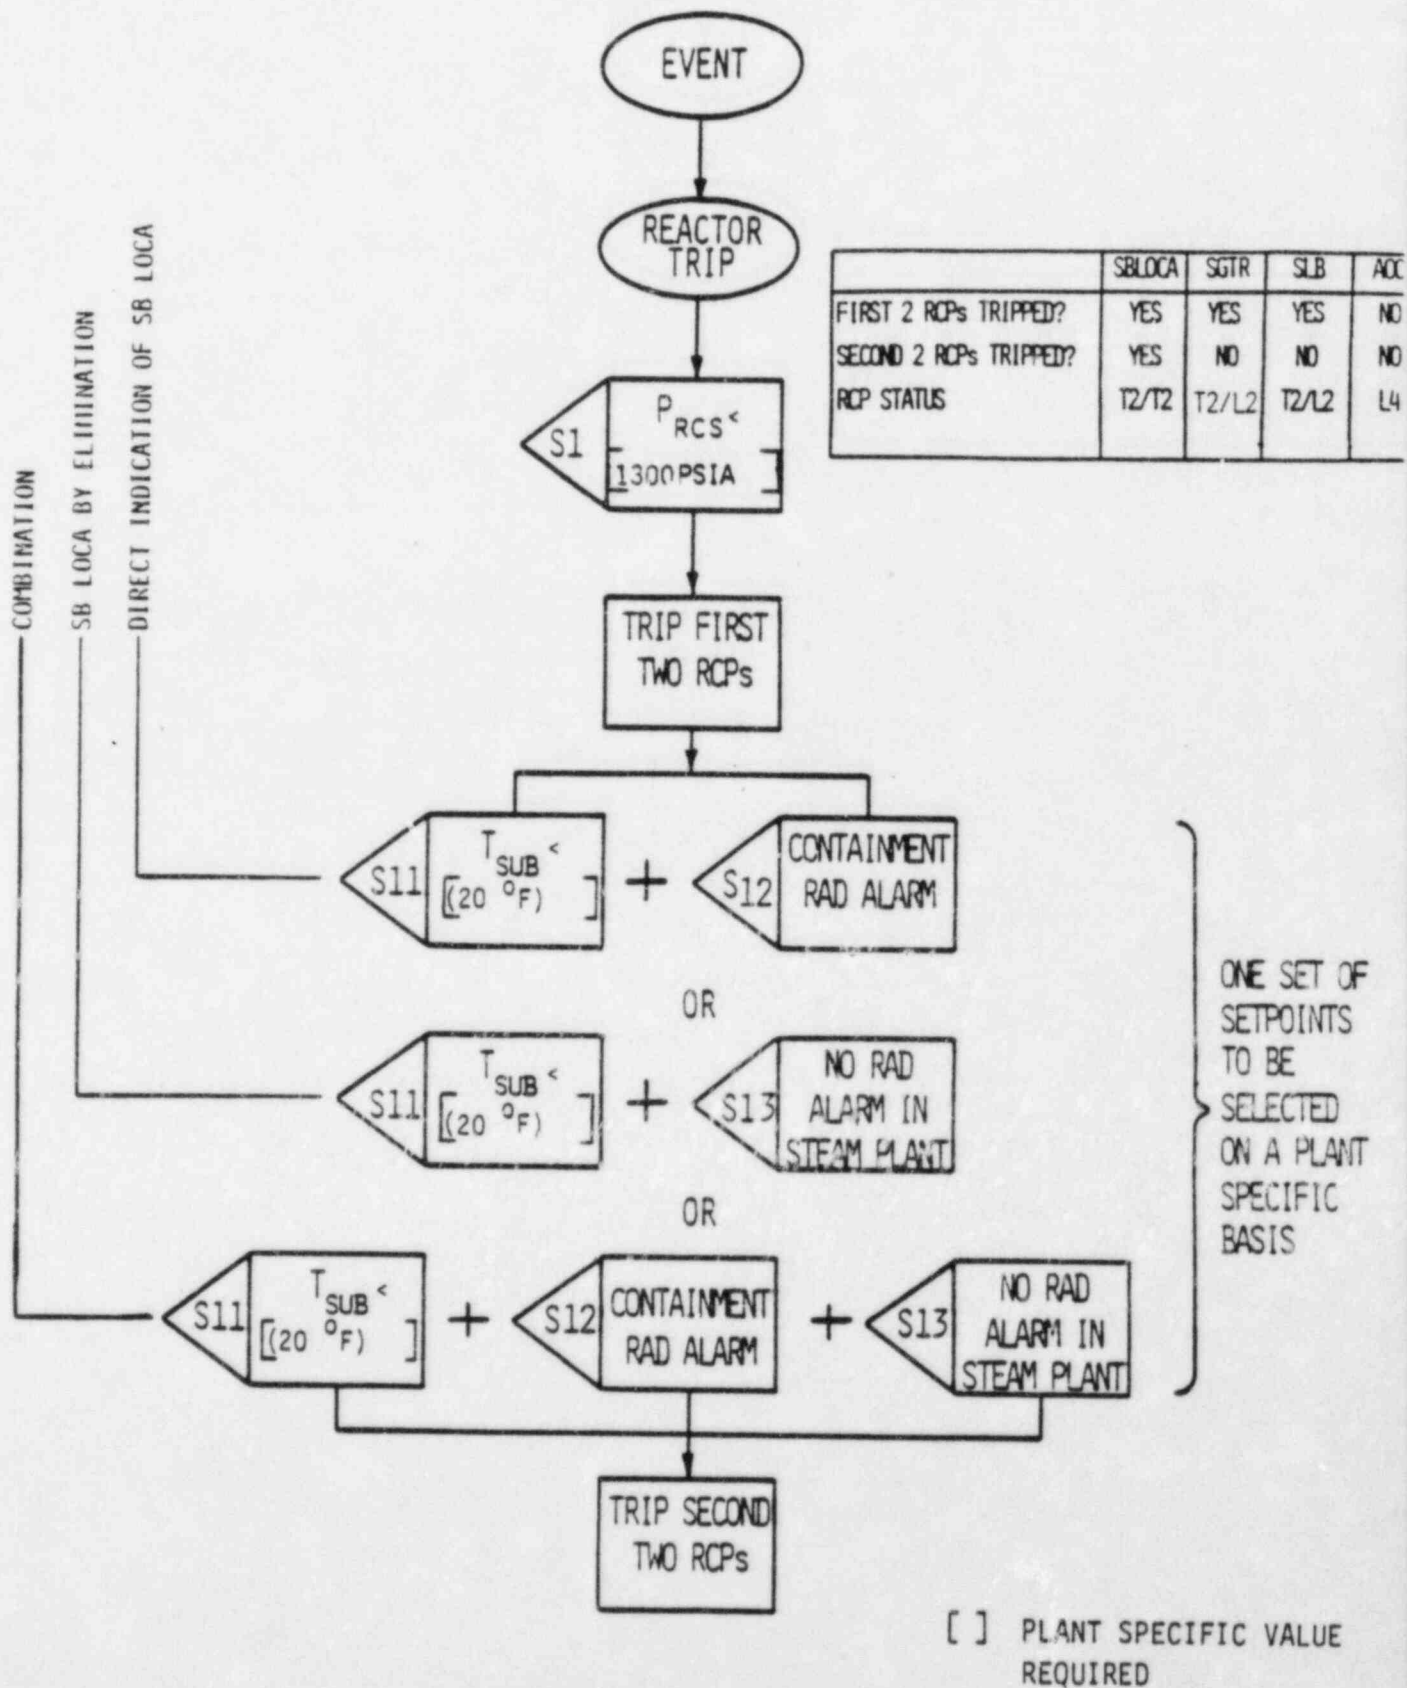 EVENT
REACTOR
TRIP
SBLOCA SGTR SLB AOC
FIRST 2 RCPs TRIPPED? YES YES YES NO
SECOND 2 RCPs TRIPPED? YES NO NO NO
RCP STATUS T2/T2 T2/L2 T2/L2 L4
S1
P RCS <
[1300 PSIA]
TRIP FIRST
TWO RCPs
COMBINATION
SB LOCA BY ELIMINATION
DIRECT INDICATION OF SB LOCA
S11
T SUB <
[(20 °F) ]
+
S12
CONTAINMENT
RAD ALARM
OR
S11
T SUB <
[(20 °F) ]
+
S13
NO RAD
ALARM IN
STEAM PLANT
OR
S11
T SUB <
[(20 °F) ]
+
S12
CONTAINMENT
RAD ALARM
+
S13
NO RAD
ALARM IN
STEAM PLANT
ONE SET OF
SETPOINTS
TO BE
SELECTED
ON A PLANT
SPECIFIC
BASIS
TRIP SECOND
TWO RCPs
[ ] PLANT SPECIFIC VALUE
REQUIRED